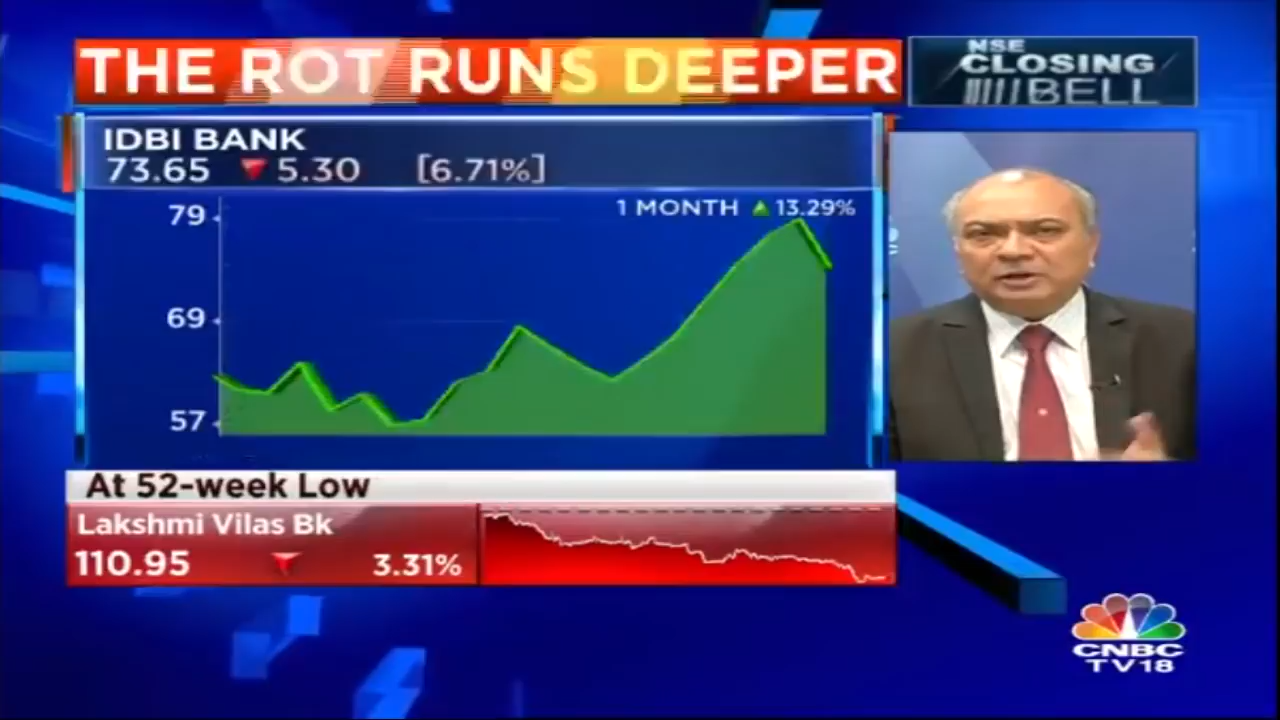 THE ROT RUNS DEEPER
NSE
CLOSING
BELL
IDBI BANK
73.65 ▼ 5.30 [6.71%]
1 MONTH ▲ 13.29%
79
69
57
At 52-week Low
Lakshmi Vilas Bk
110.95 ▼ 3.31%
CNBC
TV18